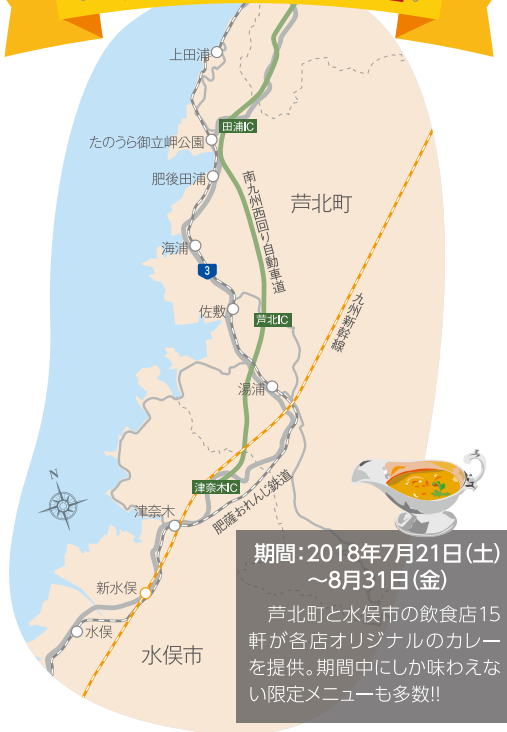 上田浦
田浦IC
たのうら御立岬公園
肥後田浦
南九州西回り自動車道
芦北町
海浦
3
九州新幹線
佐敷
芦北IC
湯浦
津奈木IC
肥薩おれんじ鉄道
N
津奈木
新水俣
水俣
水俣市
期間:2018年7月21日(土)
～8月31日(金)
芦北町と水俣市の飲食店15
軒が各店オリジナルのカレー
を提供。期間中にしか味わえな
い限定メニューも多数!!